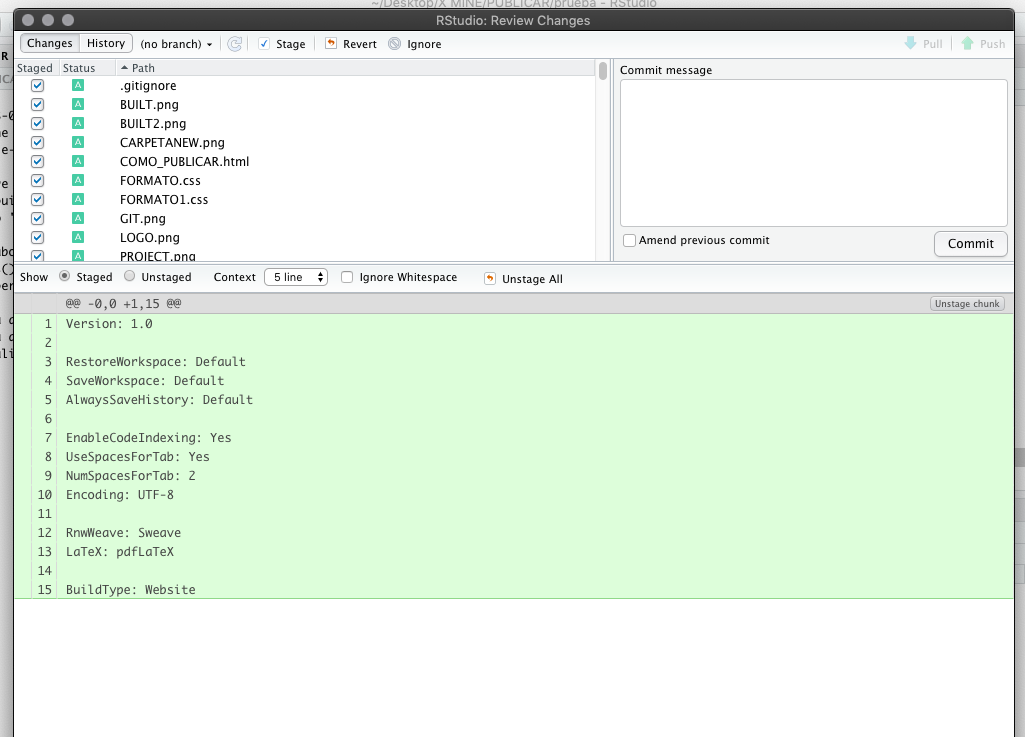 ~/Desktop/X MINE/PUBLICAR/prueba - RStudio
RStudio: Review Changes
Changes History (no branch) Stage Revert Ignore Pull Push
Staged Status Path
A .gitignore
A BUILT.png
A BUILT2.png
A CARPETANEW.png
A COMO_PUBLICAR.html
A FORMATO.css
A FORMATO1.css
A GIT.png
A LOGO.png
A PROJECT.png
Commit message
Amend previous commit Commit
Show Staged Unstaged Context 5 line Ignore Whitespace Unstage All
@@ -0,0 +1,15 @@ Unstage chunk
1 Version: 1.0
2
3 RestoreWorkspace: Default
4 SaveWorkspace: Default
5 AlwaysSaveHistory: Default
6
7 EnableCodeIndexing: Yes
8 UseSpacesForTab: Yes
9 NumSpacesForTab: 2
10 Encoding: UTF-8
11
12 RnwWeave: Sweave
13 LaTeX: pdfLaTeX
14
15 BuildType: Website